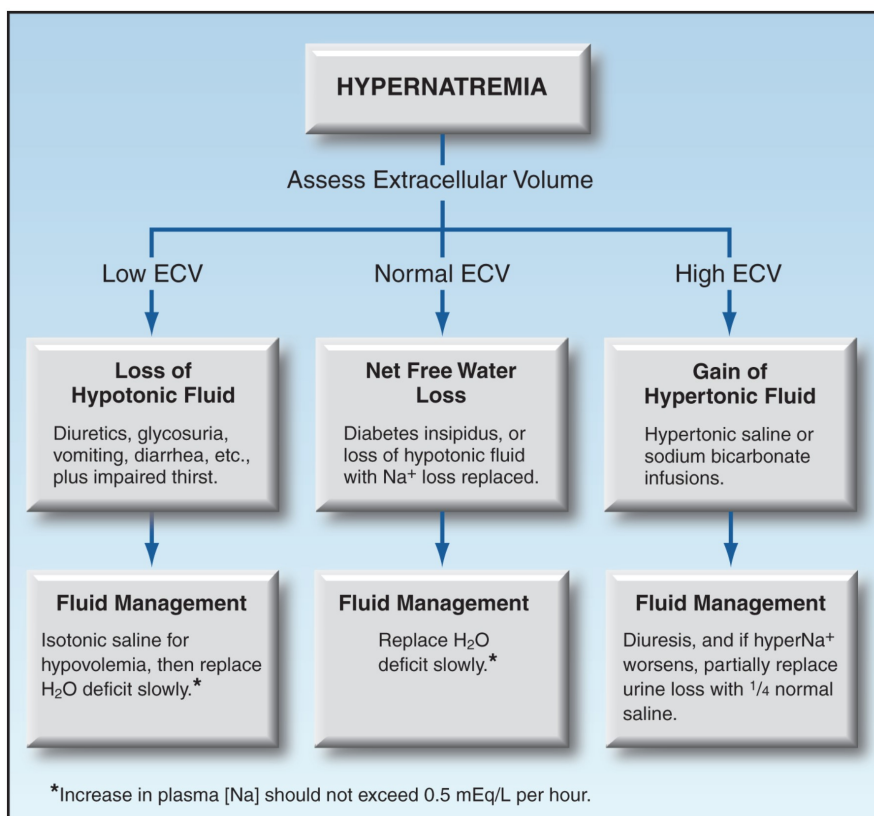 HYPERNATREMIA
Assess Extracellular Volume
Low ECV
Normal ECV
High ECV
Loss of
Hypotonic Fluid
Diuretics, glycosuria,
vomiting, diarrhea, etc.,
plus impaired thirst.
Net Free Water
Loss
Diabetes insipidus, or
loss of hypotonic fluid
with Na⁺ loss replaced.
Gain of
Hypertonic Fluid
Hypertonic saline or
sodium bicarbonate
infusions.
Fluid Management
Isotonic saline for
hypovolemia, then replace
H₂O deficit slowly.*
Fluid Management
Replace H₂O
deficit slowly.*
Fluid Management
Diuresis, and if hyperNa⁺
worsens, partially replace
urine loss with 1/4 normal
saline.
*Increase in plasma [Na] should not exceed 0.5 mEq/L per hour.